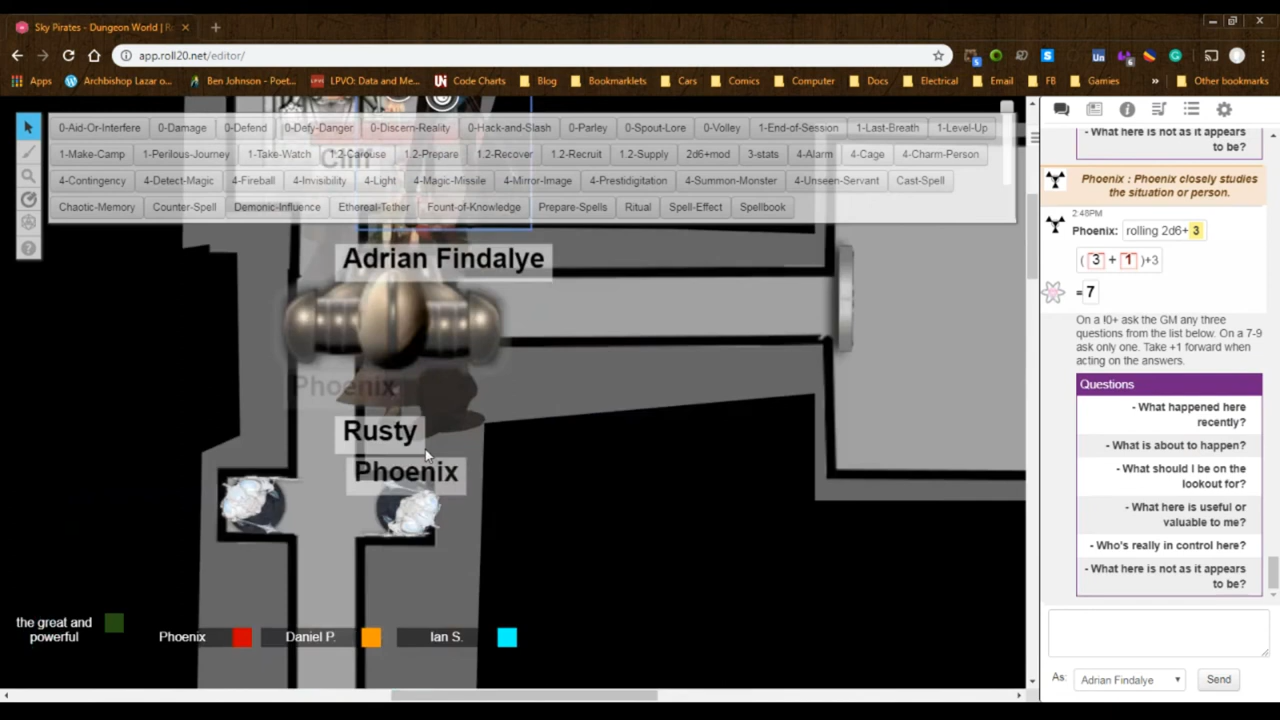 Sky Pirates - Dungeon World | R
app.roll20.net/editor/
Apps
Archbishop Lazar o...
Ben Johnson - Poet...
LPVO: Data and Me...
Code Charts
Blog
Bookmarklets
Cars
Comics
Computer
Docs
Electrical
Email
FB
Games
»
Other bookmarks
0-Aid-Or-Interfere 0-Damage 0-Defend 0-Defy-Danger 0-Discern-Reality 0-Hack-and-Slash 0-Parley 0-Spout-Lore 0-Volley 1-End-of-Session 1-Last-Breath 1-Level-Up
1-Make-Camp 1-Perilous-Journey 1-Take-Watch 1.2-Carouse 1.2-Prepare 1.2-Recover 1.2-Recruit 1.2-Supply 2d6+mod 3-stats 4-Alarm 4-Cage 4-Charm-Person
4-Contingency 4-Detect-Magic 4-Fireball 4-Invisibility 4-Light 4-Magic-Missile 4-Mirror-Image 4-Prestidigitation 4-Summon-Monster 4-Unseen-Servant Cast-Spell
Chaotic-Memory Counter-Spell Demonic-Influence Ethereal-Tether Fount-of-Knowledge Prepare-Spells Ritual Spell-Effect Spellbook
Adrian Findalye
Phoenix
Rusty
Phoenix
the great and
powerful
Phoenix
Daniel P.
Ian S.
- What here is not as it appears
to be?
Phoenix : Phoenix closely studies
the situation or person.
2:48PM
Phoenix: rolling 2d6+3
(3 + 1)+3
= 7
On a 10+ ask the GM any three
questions from the list below. On a 7-9
ask only one. Take +1 forward when
acting on the answers.
Questions
- What happened here
recently?
- What is about to happen?
- What should I be on the
lookout for?
- What here is useful or
valuable to me?
- Who's really in control here?
- What here is not as it appears
to be?
As: Adrian Findalye
Send